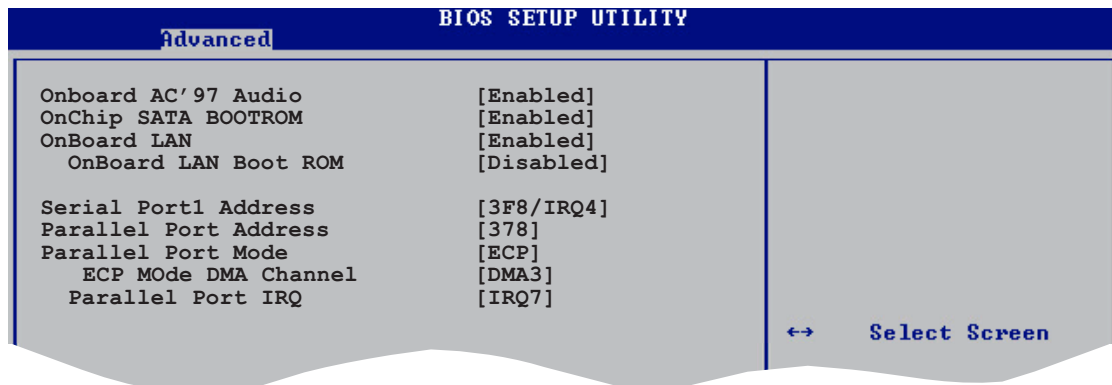 BIOS SETUP UTILITY
Advanced
Onboard AC'97 Audio [Enabled]
OnChip SATA BOOTROM [Enabled]
OnBoard LAN [Enabled]
OnBoard LAN Boot ROM [Disabled]
Serial Port1 Address [3F8/IRQ4]
Parallel Port Address [378]
Parallel Port Mode [ECP]
ECP MOde DMA Channel [DMA3]
Parallel Port IRQ [IRQ7]
←→ Select Screen